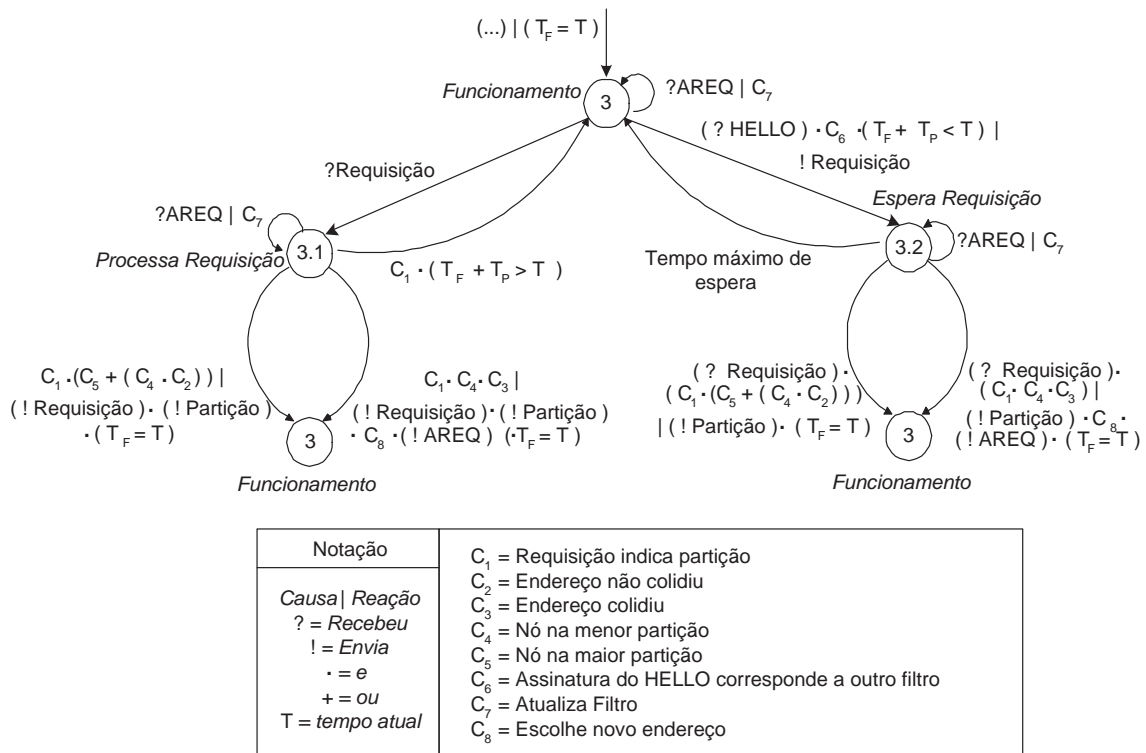 (...) | ( T_F = T )
Funcionamento
3
?AREQ | C_7
( ? HELLO ) · C_6 · ( T_F + T_P < T ) |
! Requisição
?Requisição
Espera Requisição
?AREQ | C_7
3.1
Processa Requisição
3.2
?AREQ | C_7
C_1 · ( T_F + T_P > T )
Tempo máximo de
espera
C_1 · (C_5 + ( C_4 · C_2 ) ) |
( ! Requisição ) · ( ! Partição )
· ( T_F = T )
C_1 · C_4 · C_3 |
( ! Requisição ) · ( ! Partição )
· C_8 · ( ! AREQ ) ( · T_F = T )
3
Funcionamento
( ? Requisição ) ·
(C_1 · (C_5 + ( C_4 · C_2 ) ) )
| ( ! Partição ) · ( T_F = T )
( ? Requisição ) ·
( C_1 · C_4 · C_3 ) |
( ! Partição ) · C_8 ·
( ! AREQ ) · ( T_F = T )
3
Funcionamento
Notação
Causa | Reação
? = Recebeu
! = Envia
· = e
+ = ou
T = tempo atual
C_1 = Requisição indica partição
C_2 = Endereço não colidiu
C_3 = Endereço colidiu
C_4 = Nó na menor partição
C_5 = Nó na maior partição
C_6 = Assinatura do HELLO corresponde a outro filtro
C_7 = Atualiza Filtro
C_8 = Escolhe novo endereço